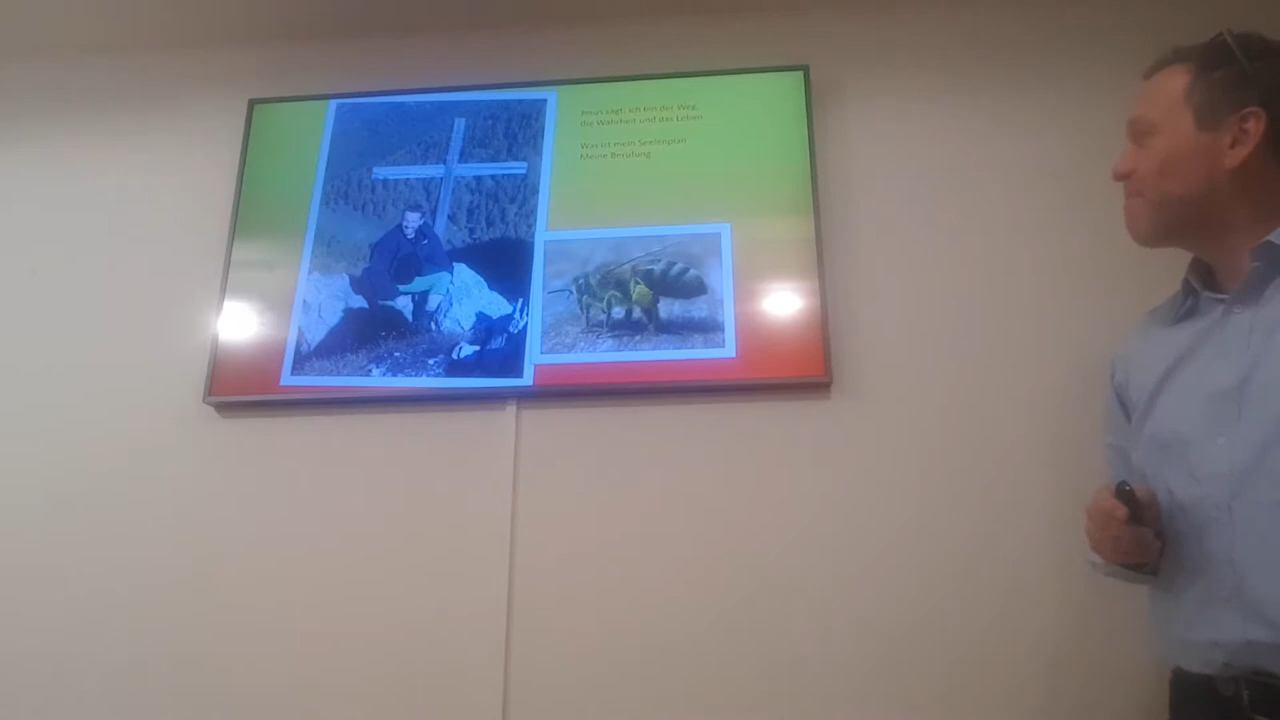 Jesus sagt: Ich bin der Weg,
die Wahrheit und das Leben
Was ist mein Seelenplan
Meine Berufung